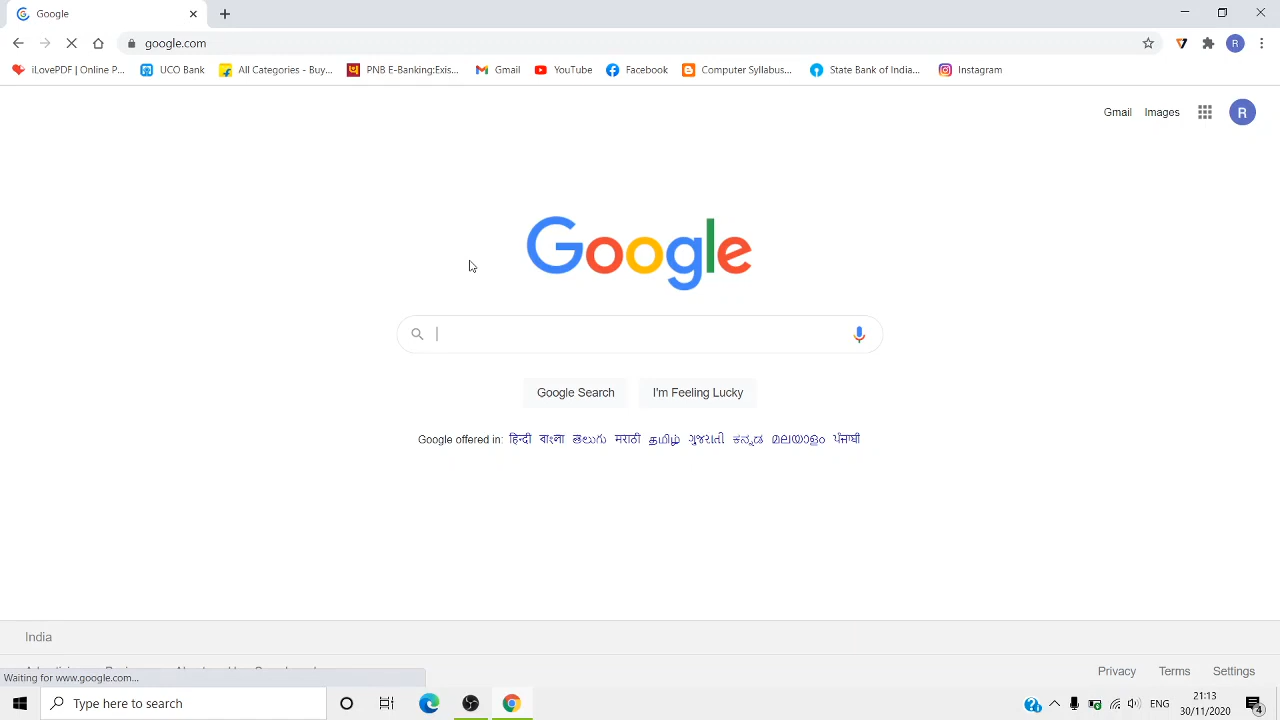 Google
google.com
iLovePDF | Online P... UCO Bank All Categories - Buy... PNB E-Banking:Exis... Gmail YouTube Facebook Computer Syllabus... State Bank of India... Instagram
Gmail Images R
Google
Google Search I'm Feeling Lucky
Google offered in: हिन्दी বাংলা తెలుగు मराठी தமிழ் ગુજરાતી ಕನ್ನಡ മലയാളം ਪੰਜਾਬੀ
India
Waiting for www.google.com...
Privacy Terms Settings
Type here to search
ENG
21:13
30/11/2020
4